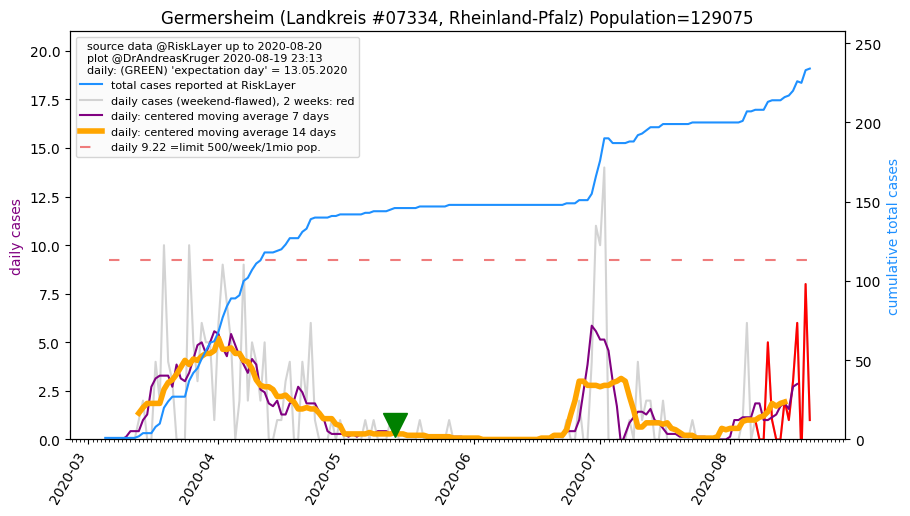 Germersheim (Landkreis #07334, Rheinland-Pfalz) Population=129075
source data @RiskLayer up to 2020-08-20
plot @DrAndreasKruger 2020-08-19 23:13
daily: (GREEN) 'expectation day' = 13.05.2020
total cases reported at RiskLayer
daily cases (weekend-flawed), 2 weeks: red
daily: centered moving average 7 days
daily: centered moving average 14 days
daily 9.22 =limit 500/week/1mio pop.
daily cases
20.0
17.5
15.0
12.5
10.0
7.5
5.0
2.5
0.0
250
200
150
100
50
0
cumulative total cases
2020-03
2020-04
2020-05
2020-06
2020-07
2020-08